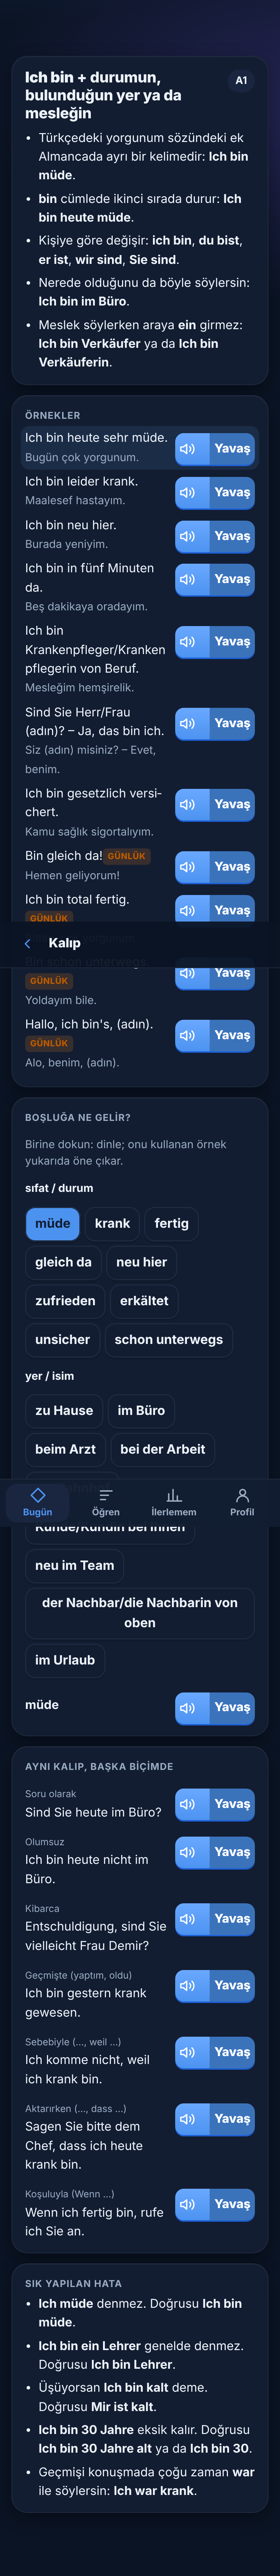 Ich bin + durumun,
bulunduğun yer ya da
mesleğin
A1
• Türkçedeki yorgunum sözündeki ek
Almancada ayrı bir kelimedir: Ich bin
müde.
• bin cümlede ikinci sırada durur: Ich
bin heute müde.
• Kişiye göre değişir: ich bin, du bist,
er ist, wir sind, Sie sind.
• Nerede olduğunu da böyle söylersin:
Ich bin im Büro.
• Meslek söylerken araya ein girmez:
Ich bin Verkäufer ya da Ich bin
Verkäuferin.
ÖRNEKLER
Ich bin heute sehr müde.
Bugün çok yorgunum.
Yavaş
Ich bin leider krank.
Maalesef hastayım.
Yavaş
Ich bin neu hier.
Burada yeniyim.
Yavaş
Ich bin in fünf Minuten
da.
Beş dakikaya oradayım.
Yavaş
Ich bin
Krankenpfleger/Kranken
pflegerin von Beruf.
Mesleğim hemşirelik.
Yavaş
Sind Sie Herr/Frau
(adın)? – Ja, das bin ich.
Siz (adın) misiniz? – Evet,
benim.
Yavaş
Ich bin gesetzlich versi-
chert.
Kamu sağlık sigortalıyım.
Yavaş
Bin gleich da! GÜNLÜK
Hemen geliyorum!
Yavaş
Ich bin total fertig.
GÜNLÜK
Yavaş
Kalıp
Bin schon unterwegs.
GÜNLÜK
Yoldayım bile.
Yavaş
Hallo, ich bin's, (adın).
GÜNLÜK
Alo, benim, (adın).
Yavaş
BOŞLUĞA NE GELİR?
Birine dokun: dinle; onu kullanan örnek
yukarıda öne çıkar.
sıfat / durum
müde krank fertig
gleich da neu hier
zufrieden erkältet
unsicher schon unterwegs
yer / isim
zu Hause im Büro
beim Arzt bei der Arbeit
Bugün Öğren İlerlemem Profil
Kunde/Kundin bei Ihnen
neu im Team
der Nachbar/die Nachbarin von
oben
im Urlaub
müde
Yavaş
AYNI KALIP, BAŞKA BİÇİMDE
Soru olarak
Sind Sie heute im Büro?
Yavaş
Olumsuz
Ich bin heute nicht im
Büro.
Yavaş
Kibarca
Entschuldigung, sind Sie
vielleicht Frau Demir?
Yavaş
Geçmişte (yaptım, oldu)
Ich bin gestern krank
gewesen.
Yavaş
Sebebiyle (…, weil …)
Ich komme nicht, weil
ich krank bin.
Yavaş
Aktarırken (…, dass …)
Sagen Sie bitte dem
Chef, dass ich heute
krank bin.
Yavaş
Koşuluyla (Wenn …)
Wenn ich fertig bin, rufe
ich Sie an.
Yavaş
SIK YAPILAN HATA
• Ich müde denmez. Doğrusu Ich bin
müde.
• Ich bin ein Lehrer genelde denmez.
Doğrusu Ich bin Lehrer.
• Üşüyorsan Ich bin kalt deme.
Doğrusu Mir ist kalt.
• Ich bin 30 Jahre eksik kalır. Doğrusu
Ich bin 30 Jahre alt ya da Ich bin 30.
• Geçmişi konuşmada çoğu zaman war
ile söylersin: Ich war krank.